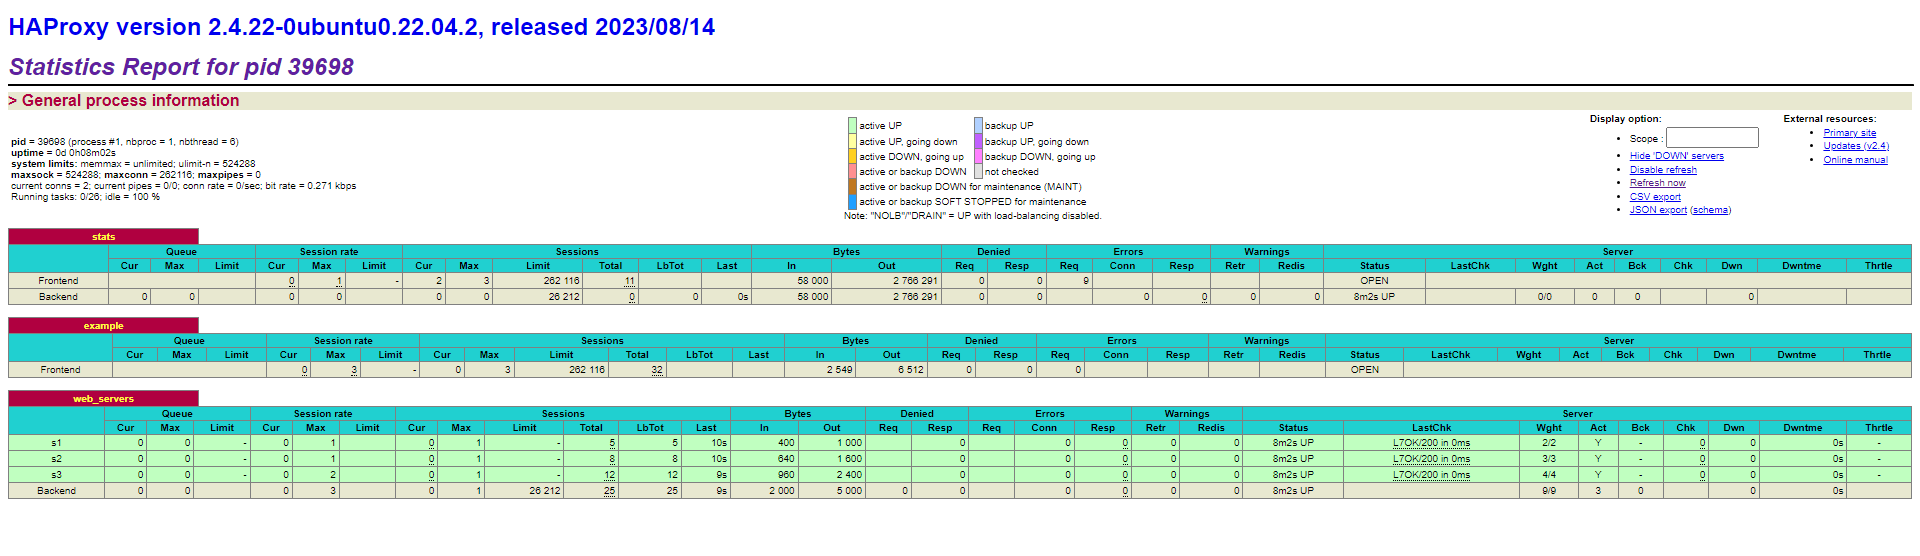 HAProxy version 2.4.22-0ubuntu0.22.04.2, released 2023/08/14
Statistics Report for pid 39698
> General process information
pid = 39698 (process #1, nbproc = 1, nbthread = 6)
uptime = 0d 0h08m02s
system limits: memmax = unlimited; ulimit-n = 524288
maxsock = 524288; maxconn = 262116; maxpipes = 0
current conns = 2; current pipes = 0/0; conn rate = 0/sec; bit rate = 0.271 kbps
Running tasks: 0/26; idle = 100 %
active UP backup UP
active UP, going down backup UP, going down
active DOWN, going up backup DOWN, going up
active or backup DOWN not checked
active or backup DOWN for maintenance (MAINT)
active or backup SOFT STOPPED for maintenance
Note: "NOLB"/"DRAIN" = UP with load-balancing disabled.
Display option:
Scope :
Hide 'DOWN' servers
Disable refresh
Refresh now
CSV export
JSON export (schema)
External resources:
Primary site
Updates (v2.4)
Online manual
stats
Queue Session rate Sessions Bytes Denied Errors Warnings Server
Cur Max Limit Cur Max Limit Cur Max Limit Total LbTot Last In Out Req Resp Req Conn Resp Retr Redis Status LastChk Wght Act Bck Chk Dwn Dwntme Thrtle
Frontend 0 1 - 2 3 262 116 11 58 000 2 766 291 0 0 9 OPEN
Backend 0 0 0 0 0 0 26 212 0 0 0s 58 000 2 766 291 0 0 0 0 0 0 8m2s UP 0/0 0 0 0
example
Queue Session rate Sessions Bytes Denied Errors Warnings Server
Cur Max Limit Cur Max Limit Cur Max Limit Total LbTot Last In Out Req Resp Req Conn Resp Retr Redis Status LastChk Wght Act Bck Chk Dwn Dwntme Thrtle
Frontend 0 3 - 0 3 262 116 32 2 549 6 512 0 0 0 OPEN
web_servers
Queue Session rate Sessions Bytes Denied Errors Warnings Server
Cur Max Limit Cur Max Limit Cur Max Limit Total LbTot Last In Out Req Resp Req Conn Resp Retr Redis Status LastChk Wght Act Bck Chk Dwn Dwntme Thrtle
s1 0 0 - 0 1 0 1 - 5 5 10s 400 1 000 0 0 0 0 0 8m2s UP L7OK/200 in 0ms 2/2 Y - 0 0 0s -
s2 0 0 - 0 1 0 1 - 8 8 10s 640 1 600 0 0 0 0 0 8m2s UP L7OK/200 in 0ms 3/3 Y - 0 0 0s -
s3 0 0 - 0 2 0 1 - 12 12 9s 960 2 400 0 0 0 0 0 8m2s UP L7OK/200 in 0ms 4/4 Y - 0 0 0s -
Backend 0 0 0 3 0 1 26 212 25 25 9s 2 000 5 000 0 0 0 0 0 0 8m2s UP 9/9 3 0 0 0s